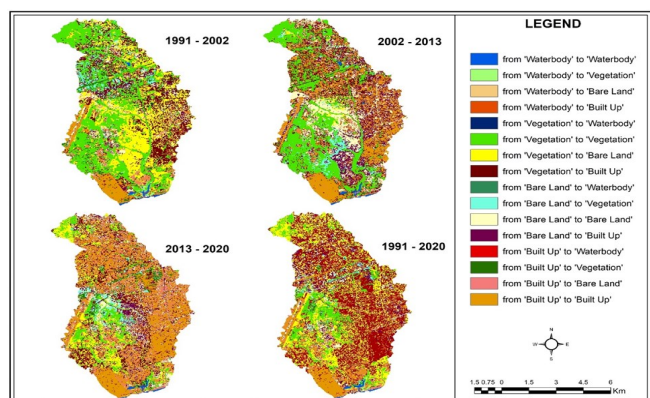 1991 - 2002
2002 - 2013
2013 - 2020
1991 - 2020
LEGEND
from 'Waterbody' to 'Waterbody'
from 'Waterbody' to 'Vegetation'
from 'Waterbody' to 'Bare Land'
from 'Waterbody' to 'Built Up'
from 'Vegetation' to 'Waterbody'
from 'Vegetation' to 'Vegetation'
from 'Vegetation' to 'Bare Land'
from 'Vegetation' to 'Built Up'
from 'Bare Land' to 'Waterbody'
from 'Bare Land' to 'Vegetation'
from 'Bare Land' to 'Bare Land'
from 'Bare Land' to 'Built Up'
from 'Built Up' to 'Waterbody'
from 'Built Up' to 'Vegetation'
from 'Built Up' to 'Bare Land'
from 'Built Up' to 'Built Up'
N
W E
S
1.5 0.75 0 1.5 3 4.5 6
Km